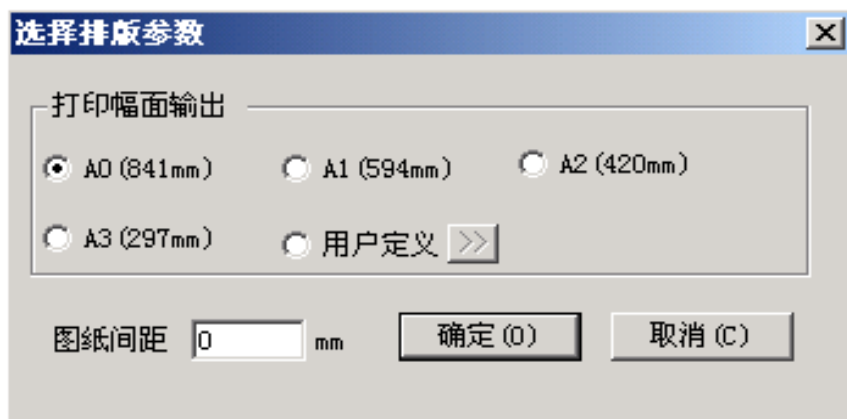 选择排版参数
打印幅面输出
A0(841mm) A1(594mm) A2(420mm)
A3(297mm) 用户定义 >>
图纸间距 0 mm 确定(O) 取消(C)